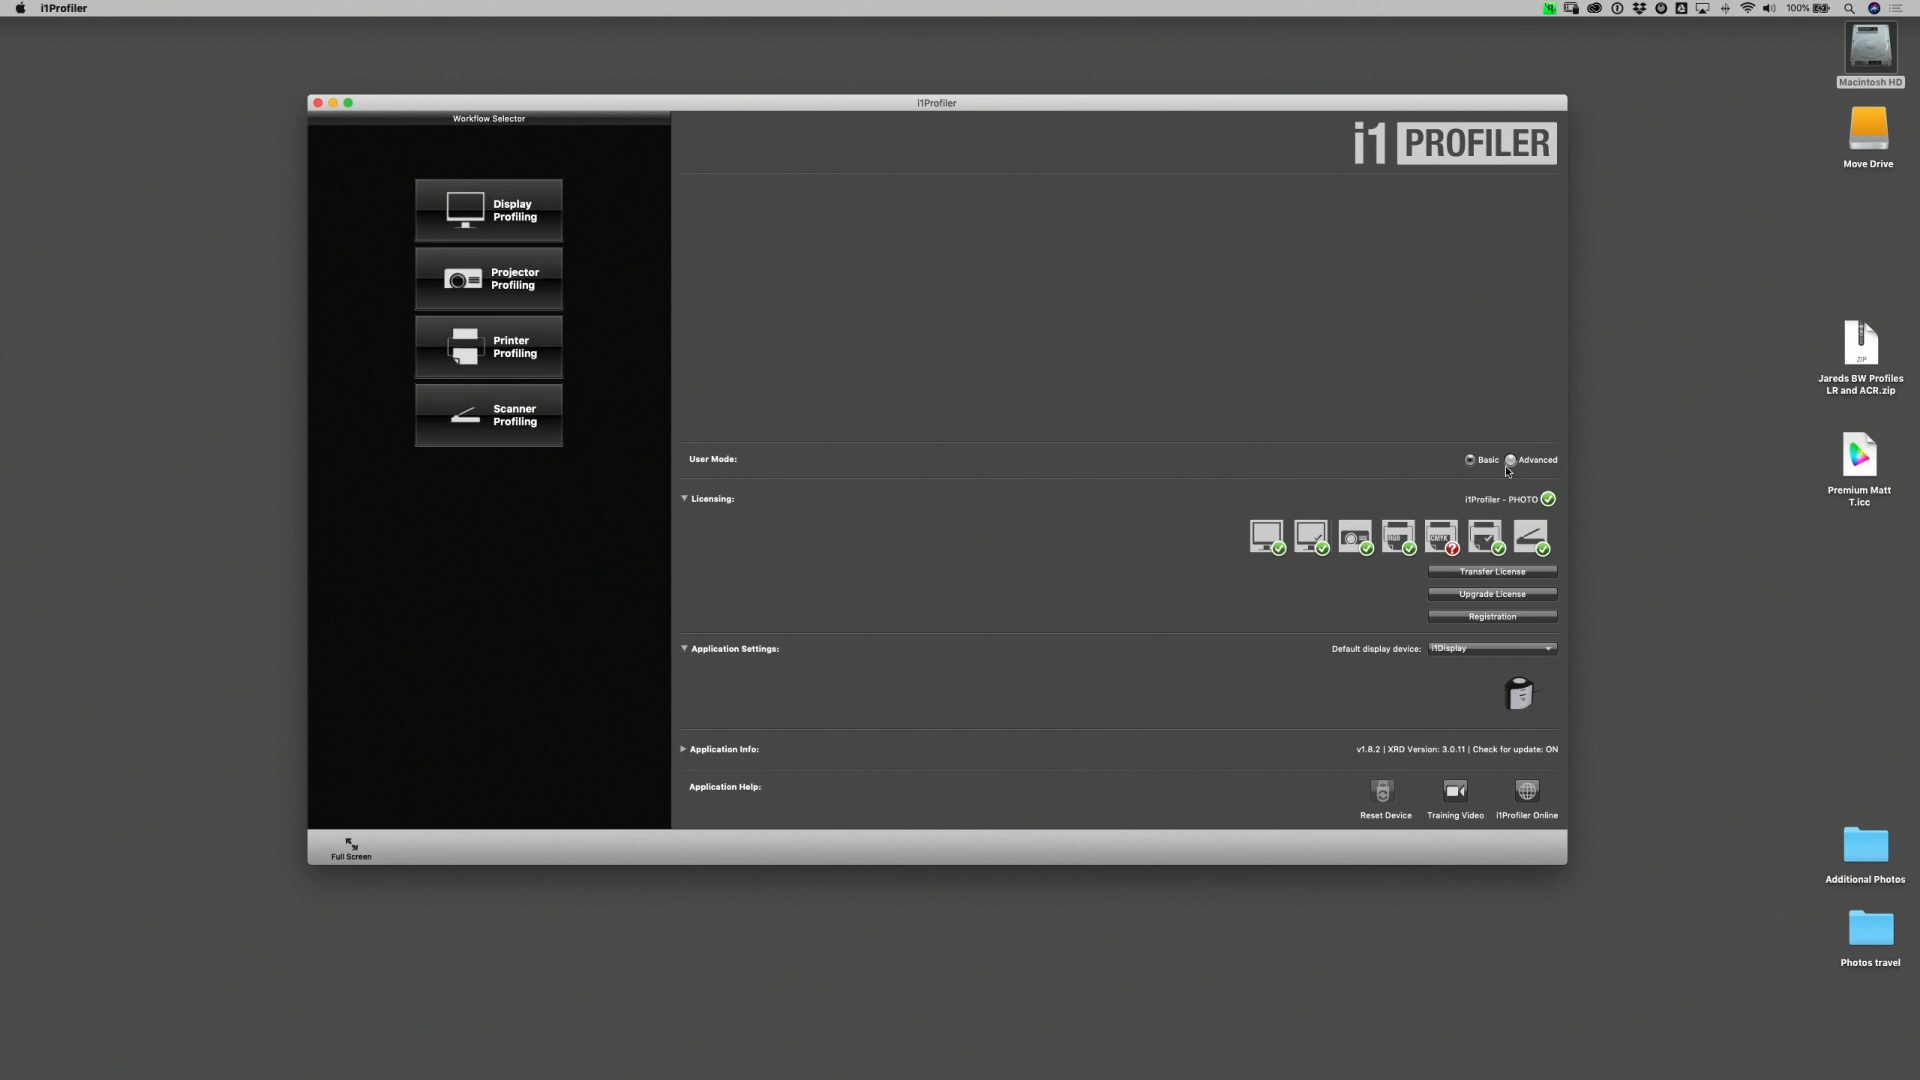 i1Profiler
100%
i1Profiler
Workflow Selector
i1 PROFILER
Display
Profiling
Projector
Profiling
Printer
Profiling
Scanner
Profiling
User Mode:
Basic
Advanced
Licensing:
i1Profiler - PHOTO
RGB
CMYK
Transfer License
Upgrade License
Registration
Application Settings:
Default display device:
i1Display
Application Info:
v1.8.2 | XRD Version: 3.0.11 | Check for update: ON
Application Help:
Reset Device
Training Video
i1Profiler Online
Full Screen
Macintosh HD
Move Drive
ZIP
Jareds BW Profiles
LR and ACR.zip
Premium Matt
T.icc
Additional Photos
Photos travel